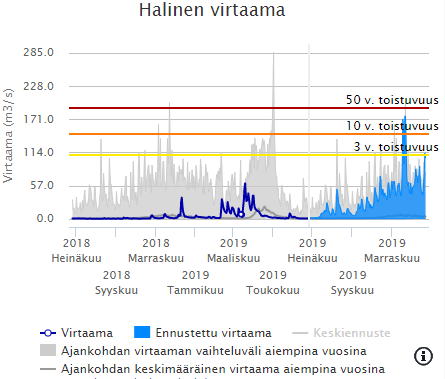 Halinen virtaama
Virtaama (m3/s)
285.0
228.0
171.0
114.0
57.0
0.0
50 v. toistuvuus
10 v. toistuvuus
3 v. toistuvuus
2018 2018 2019 2019 2019
Heinäkuu Marraskuu Maaliskuu Heinäkuu Marraskuu
2018 2019 2019 2019
Syyskuu Tammikuu Toukokuu Syyskuu
Virtaama Ennustettu virtaama Keskiennuste
Ajankohdan virtaaman vaihteluväli aiempina vuosina
Ajankohdan keskimääräinen virtaama aiempina vuosina